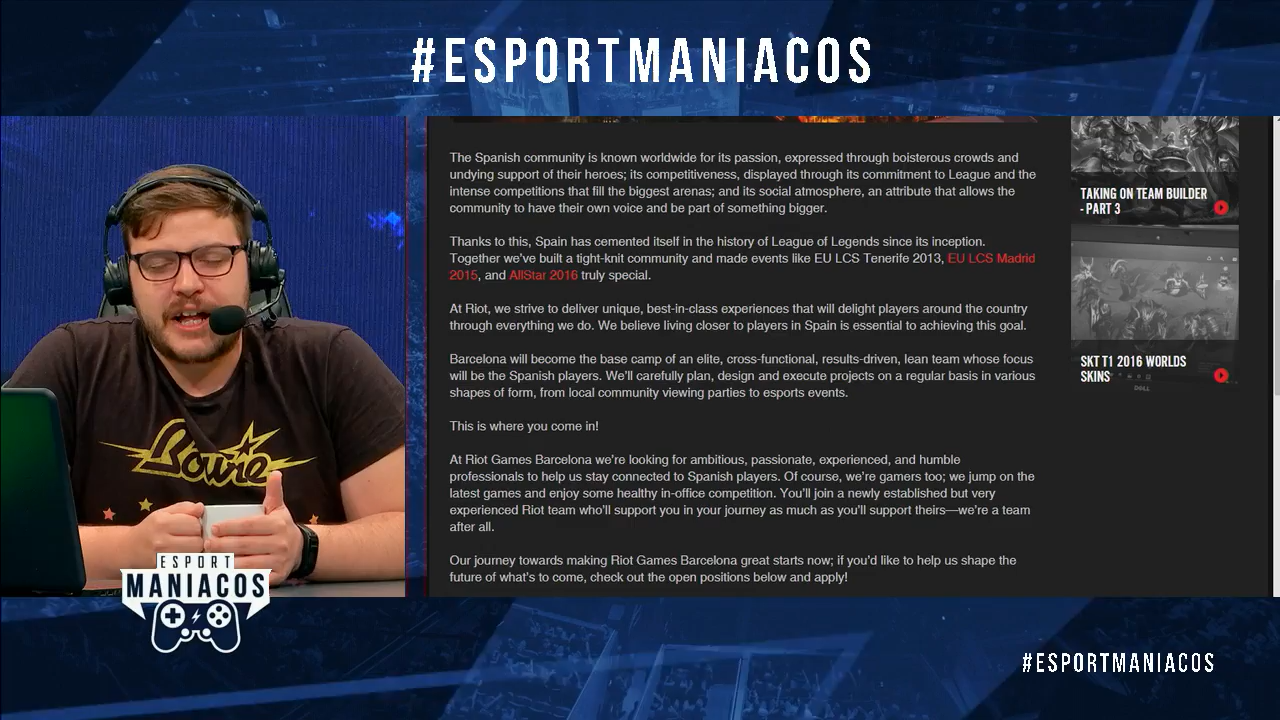 #ESPORTMANIACOS
The Spanish community is known worldwide for its passion, expressed through boisterous crowds and
undying support of their heroes; its competitiveness, displayed through its commitment to League and the
intense competitions that fill the biggest arenas; and its social atmosphere, an attribute that allows the
community to have their own voice and be part of something bigger.
Thanks to this, Spain has cemented itself in the history of League of Legends since its inception.
Together we've built a tight-knit community and made events like EU LCS Tenerife 2013, EU LCS Madrid
2015, and AllStar 2016 truly special.
At Riot, we strive to deliver unique, best-in-class experiences that will delight players around the country
through everything we do. We believe living closer to players in Spain is essential to achieving this goal.
Barcelona will become the base camp of an elite, cross-functional, results-driven, lean team whose focus
will be the Spanish players. We'll carefully plan, design and execute projects on a regular basis in various
shapes of form, from local community viewing parties to esports events.
This is where you come in!
At Riot Games Barcelona we're looking for ambitious, passionate, experienced, and humble
professionals to help us stay connected to Spanish players. Of course, we're gamers too; we jump on the
latest games and enjoy some healthy in-office competition. You'll join a newly established but very
experienced Riot team who'll support you in your journey as much as you'll support theirs—we're a team
after all.
Our journey towards making Riot Games Barcelona great starts now; if you'd like to help us shape the
future of what's to come, check out the open positions below and apply!
TAKING ON TEAM BUILDER
- PART 3
SKT T1 2016 WORLDS
SKINS
DELL
Bowie
ESPORT
MANIACOS
#ESPORTMANIACOS